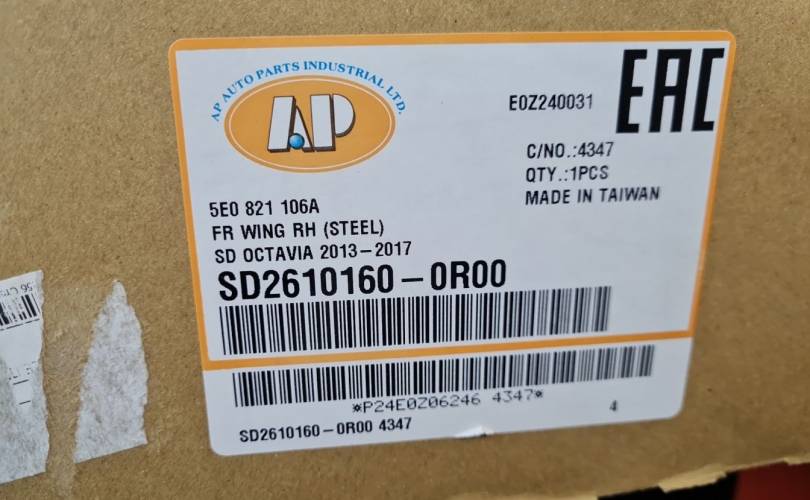 AP AUTO PARTS INDUSTRIAL LTD.
AP
EAC
E0Z240031
C/NO.:4347
QTY.:1PCS
MADE IN TAIWAN
5E0 821 106A
FR WING RH (STEEL)
SD OCTAVIA 2013-2017
SD2610160-0R00
*P24E0Z06246 4347*
4
SD2610160-0R00 4347